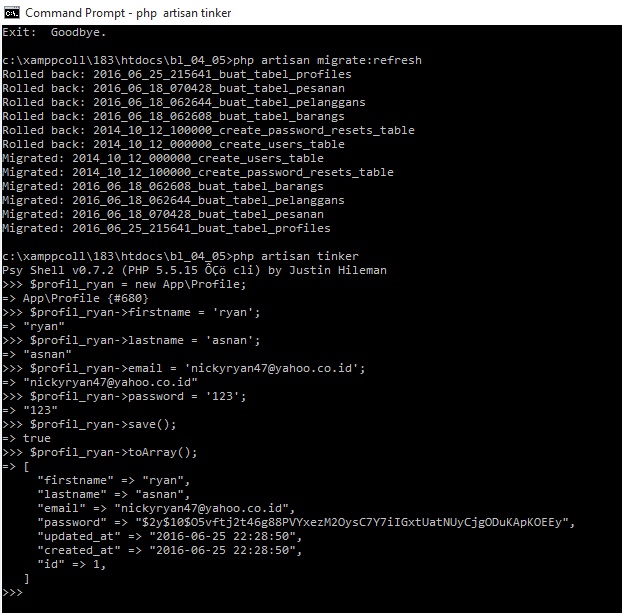 Command Prompt - php  artisan tinker
Exit:  Goodbye.
c:\xamppcoll\183\htdocs\bl_04_05>php artisan migrate:refresh
Rolled back: 2016_06_25_215641_buat_tabel_profiles
Rolled back: 2016_06_18_070428_buat_tabel_pesanan
Rolled back: 2016_06_18_062644_buat_tabel_pelanggans
Rolled back: 2016_06_18_062608_buat_tabel_barangs
Rolled back: 2014_10_12_100000_create_password_resets_table
Rolled back: 2014_10_12_000000_create_users_table
Migrated: 2014_10_12_000000_create_users_table
Migrated: 2014_10_12_100000_create_password_resets_table
Migrated: 2016_06_18_062608_buat_tabel_barangs
Migrated: 2016_06_18_062644_buat_tabel_pelanggans
Migrated: 2016_06_18_070428_buat_tabel_pesanan
Migrated: 2016_06_25_215641_buat_tabel_profiles
c:\xamppcoll\183\htdocs\bl_04_05>php artisan tinker
Psy Shell v0.7.2 (PHP 5.5.15 ÔÇö cli) by Justin Hileman
>>> $profil_ryan = new App\Profile;
=> App\Profile {#680}
>>> $profil_ryan->firstname = 'ryan';
=> "ryan"
>>> $profil_ryan->lastname = 'asnan';
=> "asnan"
>>> $profil_ryan->email = 'nickyryan47@yahoo.co.id';
=> "nickyryan47@yahoo.co.id"
>>> $profil_ryan->password = '123';
=> "123"
>>> $profil_ryan->save();
=> true
>>> $profil_ryan->toArray();
=> [
     "firstname" => "ryan",
     "lastname" => "asnan",
     "email" => "nickyryan47@yahoo.co.id",
     "password" => "$2y$10$O5vftj2t46g88PVYxezM2OysC7Y7iIGxtUatNUyCjgODuKApKOEEy",
     "updated_at" => "2016-06-25 22:28:50",
     "created_at" => "2016-06-25 22:28:50",
     "id" => 1,
   ]
>>>